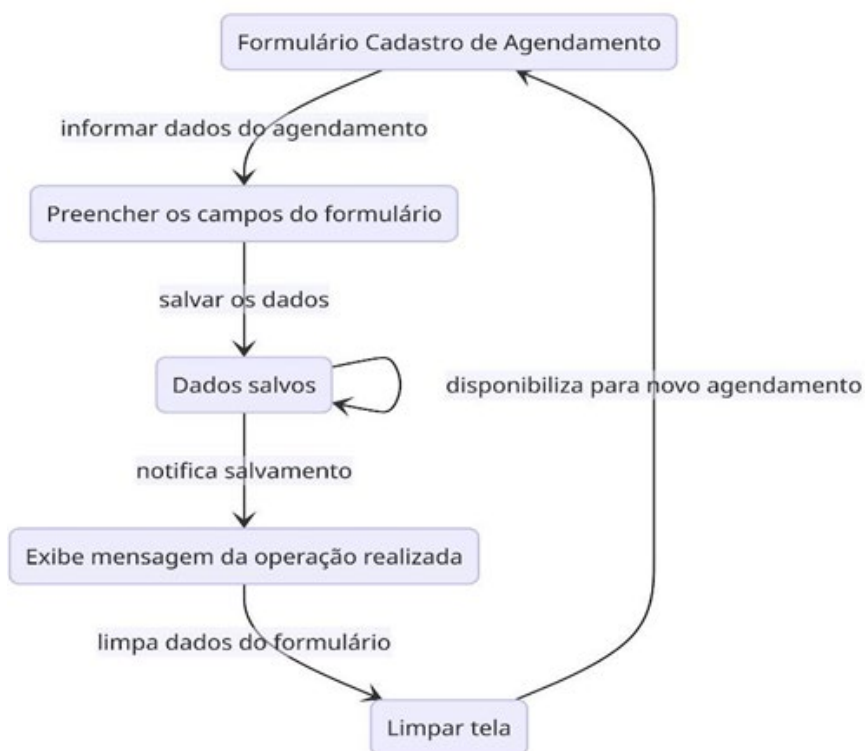 Formulário Cadastro de Agendamento
informar dados do agendamento
Preencher os campos do formulário
salvar os dados
Dados salvos
disponibiliza para novo agendamento
notifica salvamento
Exibe mensagem da operação realizada
limpa dados do formulário
Limpar tela